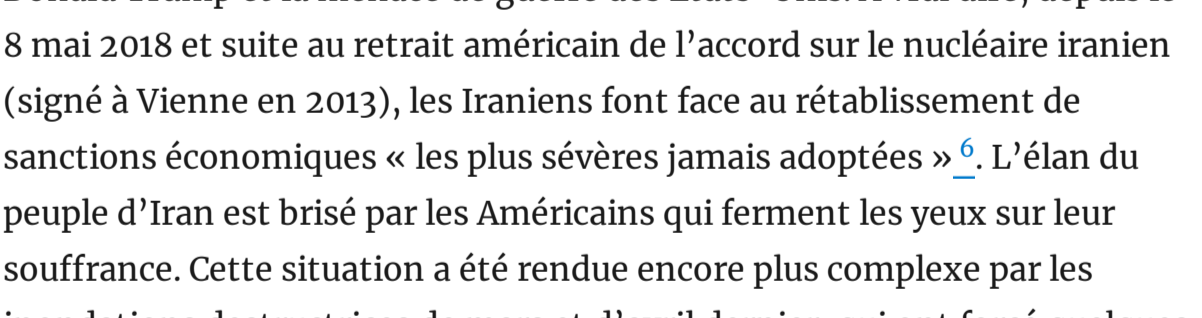 8 mai 2018 et suite au retrait américain de l’accord sur le nucléaire iranien
(signé à Vienne en 2013), les Iraniens font face au rétablissement de
sanctions économiques « les plus sévères jamais adoptées » 6. L’élan du
peuple d’Iran est brisé par les Américains qui ferment les yeux sur leur
souffrance. Cette situation a été rendue encore plus complexe par les